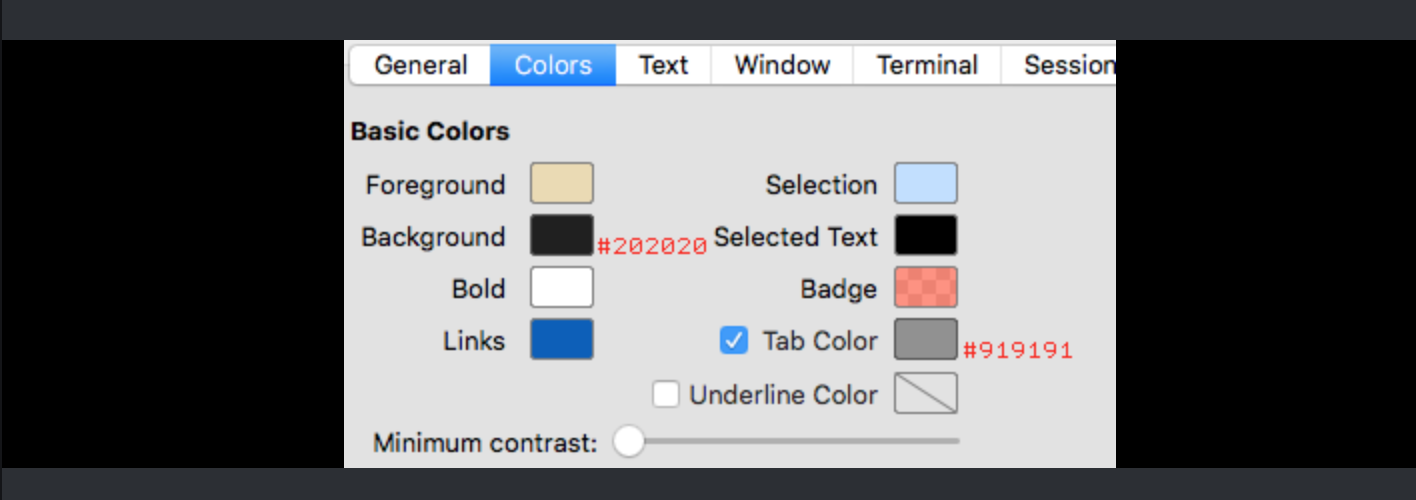 General Colors Text Window Terminal Session
Basic Colors
Foreground Selection
Background #202020 Selected Text
Bold Badge
Links Tab Color #919191
Underline Color
Minimum contrast: